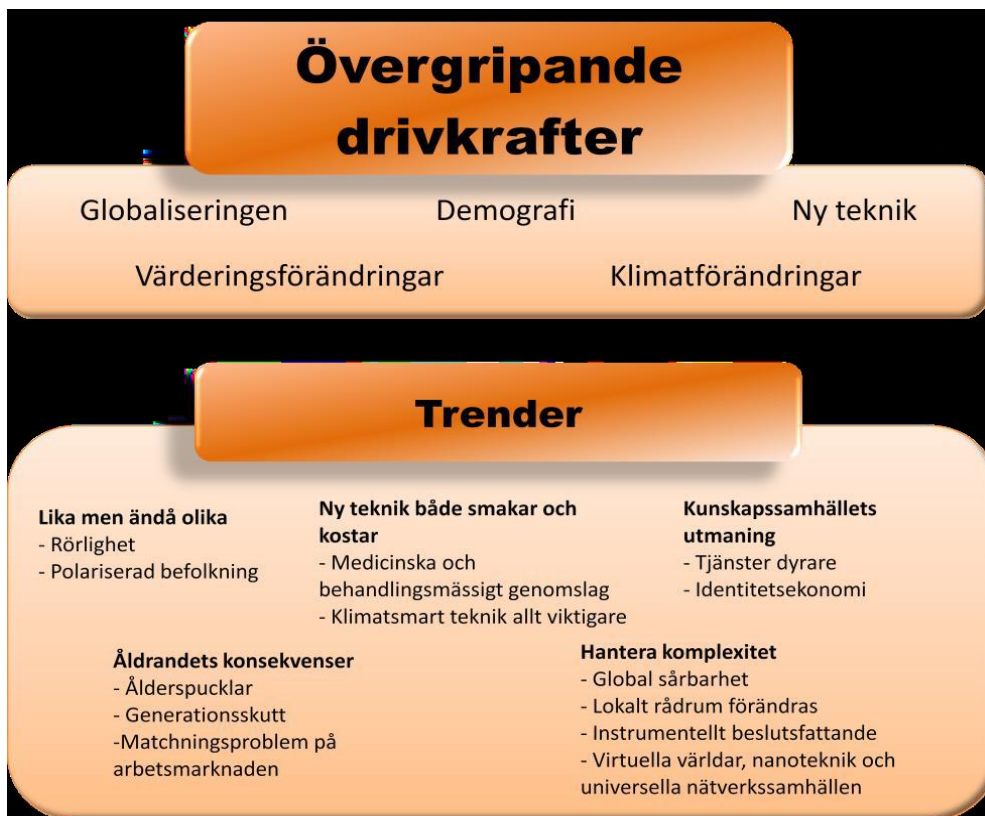 Övergripande
drivkrafter
Globaliseringen Demografi Ny teknik
Värderingsförändringar Klimatförändringar
Trender
Lika men ändå olika
- Rörlighet
- Polariserad befolkning
Ny teknik både smakar och
kostar
- Medicinska och
behandlingsmässigt genomslag
- Klimatsmart teknik allt viktigare
Kunskapssamhällets
utmaning
- Tjänster dyrare
- Identitetsekonomi
Åldrandets konsekvenser
- Ålderspucklar
- Generationsskutt
-Matchningsproblem på
arbetsmarknaden
Hantera komplexitet
- Global sårbarhet
- Lokalt rådrum förändras
- Instrumentellt beslutsfattande
- Virtuella världar, nanoteknik och
universella nätverkssamhällen